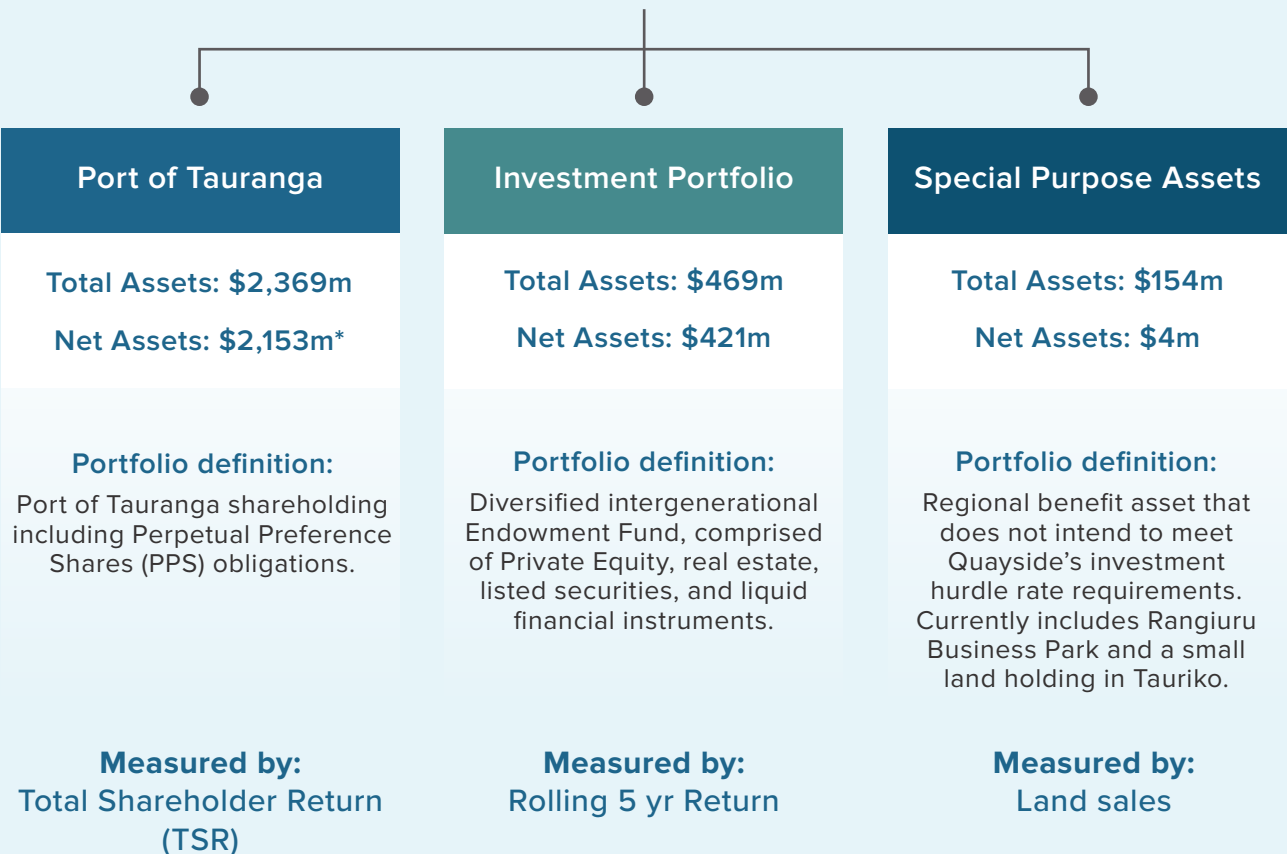 Port of Tauranga
Total Assets: $2,369m
Net Assets: $2,153m*
Portfolio definition:
Port of Tauranga shareholding
including Perpetual Preference
Shares (PPS) obligations.
Measured by:
Total Shareholder Return
(TSR)
Investment Portfolio
Total Assets: $469m
Net Assets: $421m
Portfolio definition:
Diversified intergenerational
Endowment Fund, comprised
of Private Equity, real estate,
listed securities, and liquid
financial instruments.
Measured by:
Rolling 5 yr Return
Special Purpose Assets
Total Assets: $154m
Net Assets: $4m
Portfolio definition:
Regional benefit asset that
does not intend to meet
Quayside’s investment
hurdle rate requirements.
Currently includes Rangiuru
Business Park and a small
land holding in Tauriko.
Measured by:
Land sales